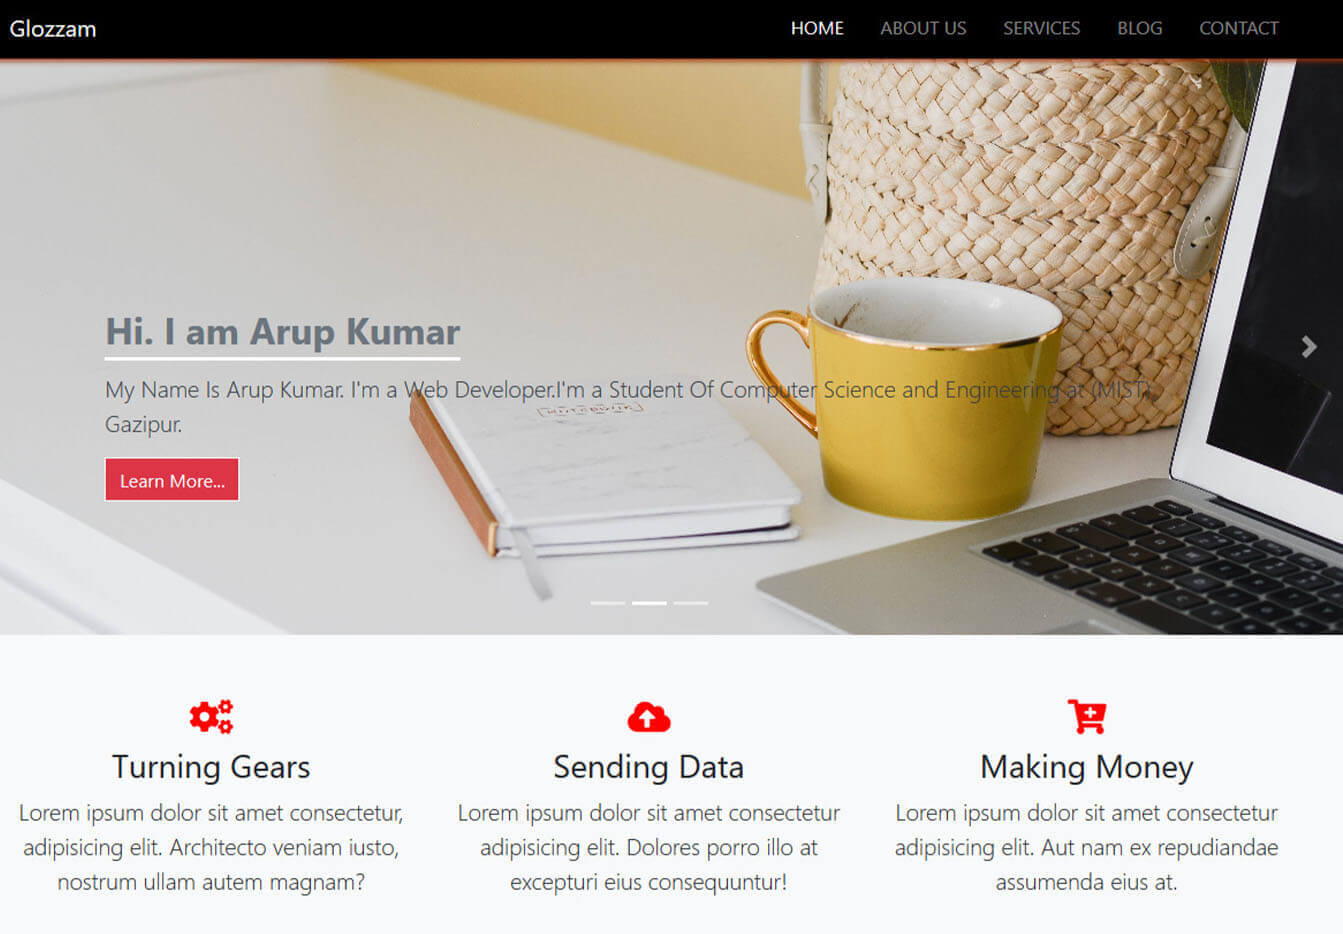 Glozzam
HOME ABOUT US SERVICES BLOG CONTACT
Hi. I am Arup Kumar
My Name Is Arup Kumar. I'm a Web Developer.I'm a Student Of Computer Science and Engineering at (MIST),
Gazipur.
NOTEBOOK
Learn More...
Turning Gears
Lorem ipsum dolor sit amet consectetur,
adipisicing elit. Architecto veniam iusto,
nostrum ullam autem magnam?
Sending Data
Lorem ipsum dolor sit amet consectetur
adipisicing elit. Dolores porro illo at
excepturi eius consequuntur!
Making Money
Lorem ipsum dolor sit amet consectetur
adipisicing elit. Aut nam ex repudiandae
assumenda eius at.